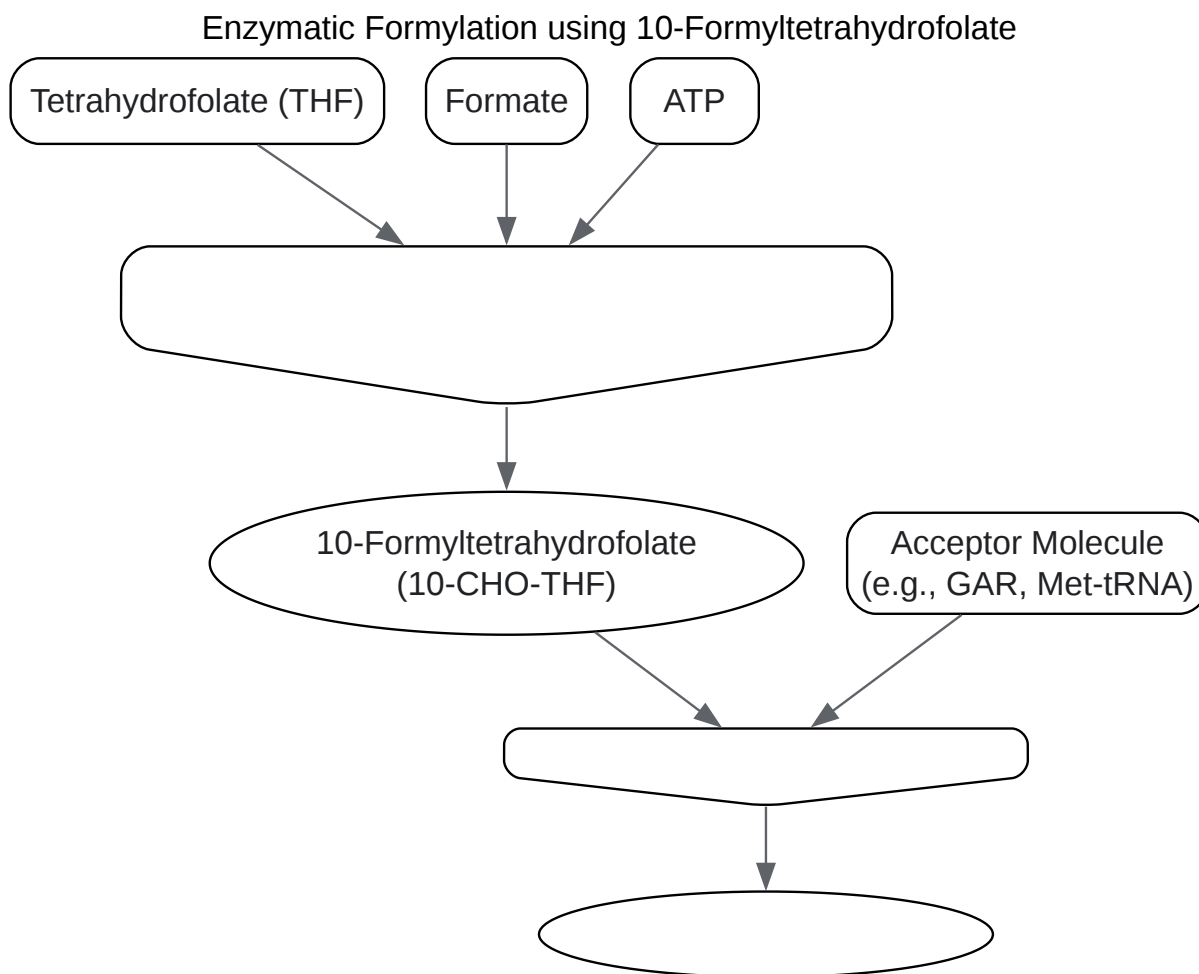 Enzymatic Formylation using 10-Formyltetrahydrofolate
Tetrahydrofolate (THF)
Formate
ATP
10-Formyltetrahydrofolate
(10-CHO-THF)
Acceptor Molecule
(e.g., GAR, Met-tRNA)